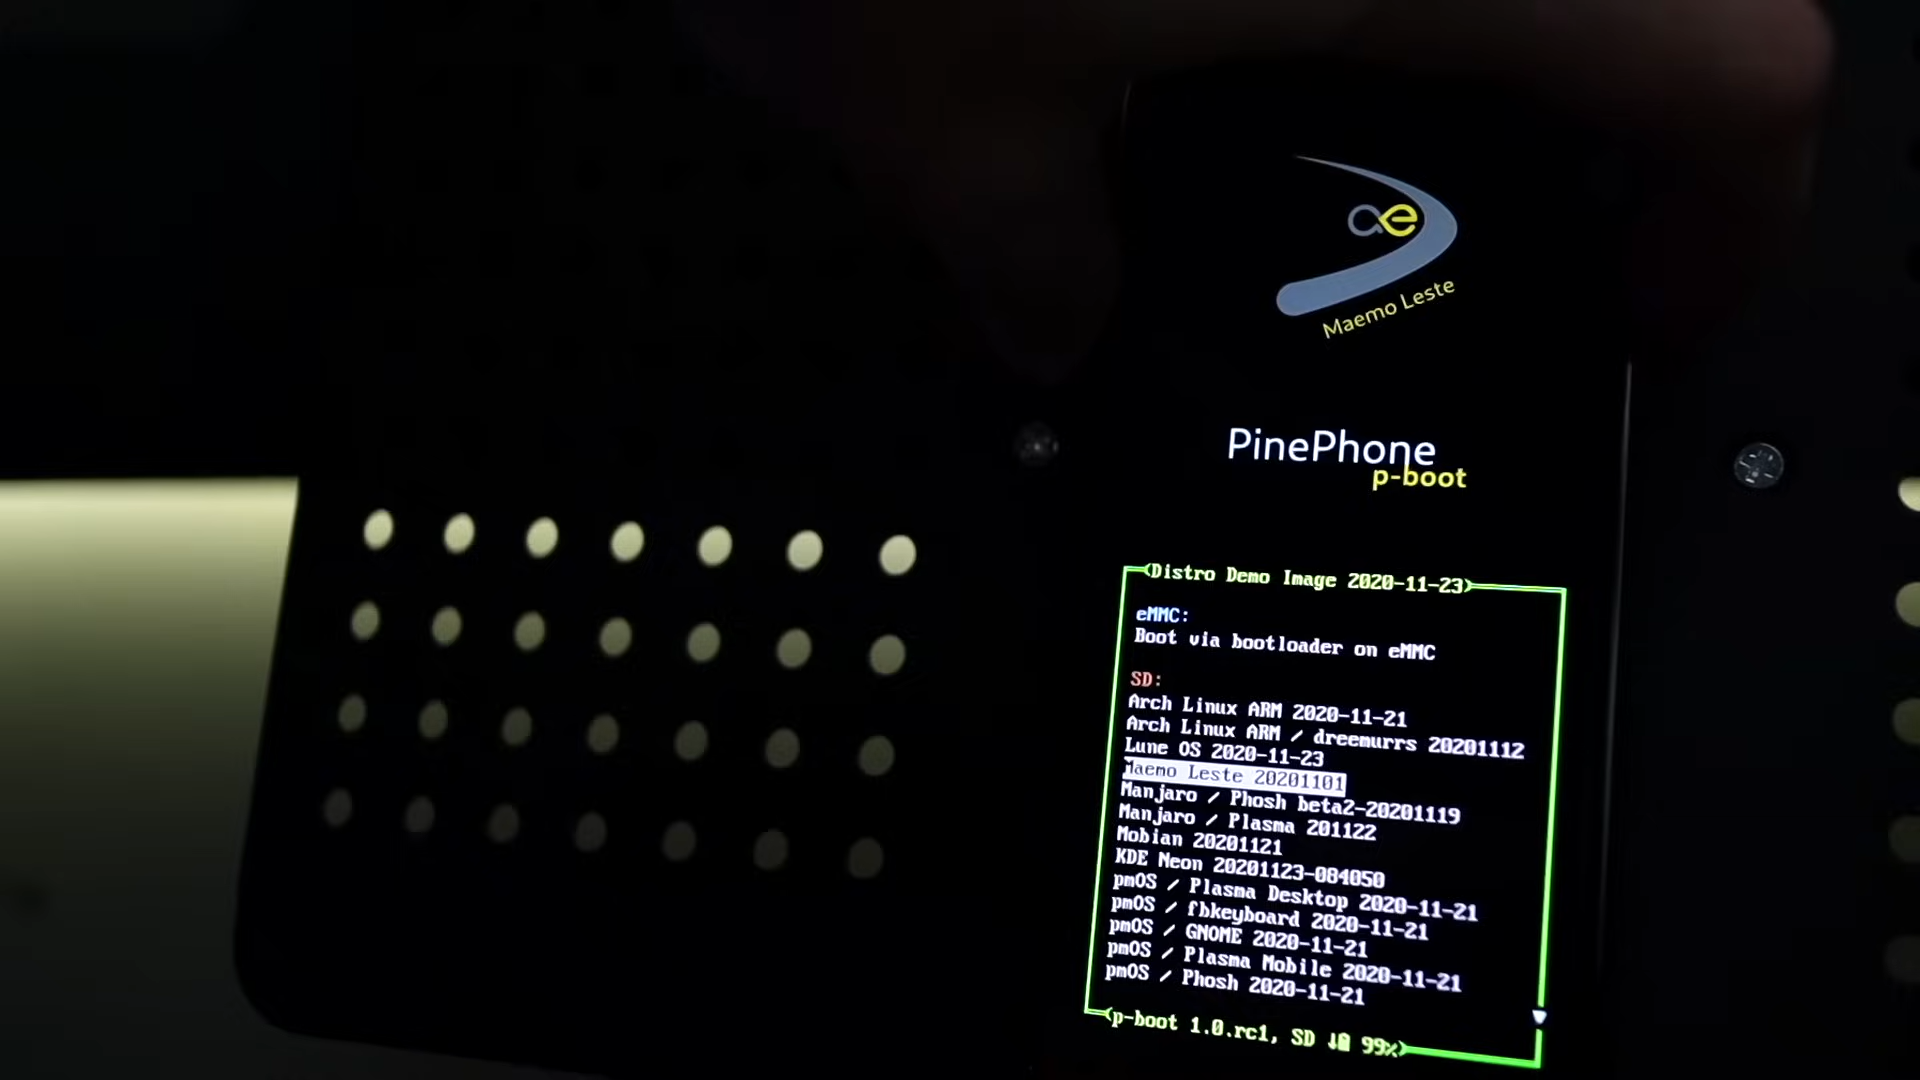 ae
Maemo Leste
PinePhone
p-boot
Distro Demo Image 2020-11-23
eMMC:
Boot via bootloader on eMMC
SD:
Arch Linux ARM 2020-11-21
Arch Linux ARM / dreemurrs 20201112
Lune OS 2020-11-23
Maemo Leste 20201101
Manjaro / Phosh beta2-20201119
Manjaro / Plasma 201122
Mobian 20201121
KDE Neon 20201123-084050
pmOS / Plasma Desktop 2020-11-21
pmOS / fbkeyboard 2020-11-21
pmOS / GNOME 2020-11-21
pmOS / Plasma Mobile 2020-11-21
pmOS / Phosh 2020-11-21
p-boot 1.0.rc1, SD 99%